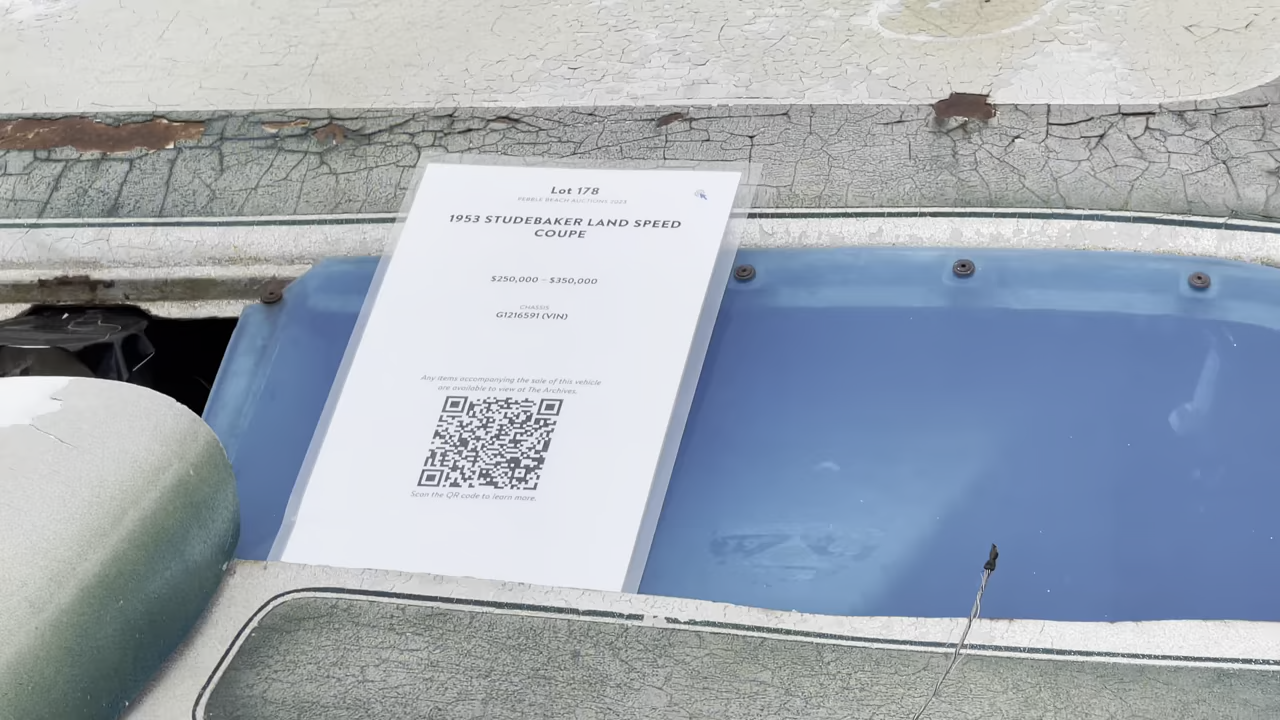 Lot 178
PEBBLE BEACH AUCTIONS 2023
1953 STUDEBAKER LAND SPEED
COUPE
$250,000 – $350,000
CHASSIS
G1216591 (VIN)
Any items accompanying the sale of this vehicle
are available to view at The Archives.
Scan the QR code to learn more.